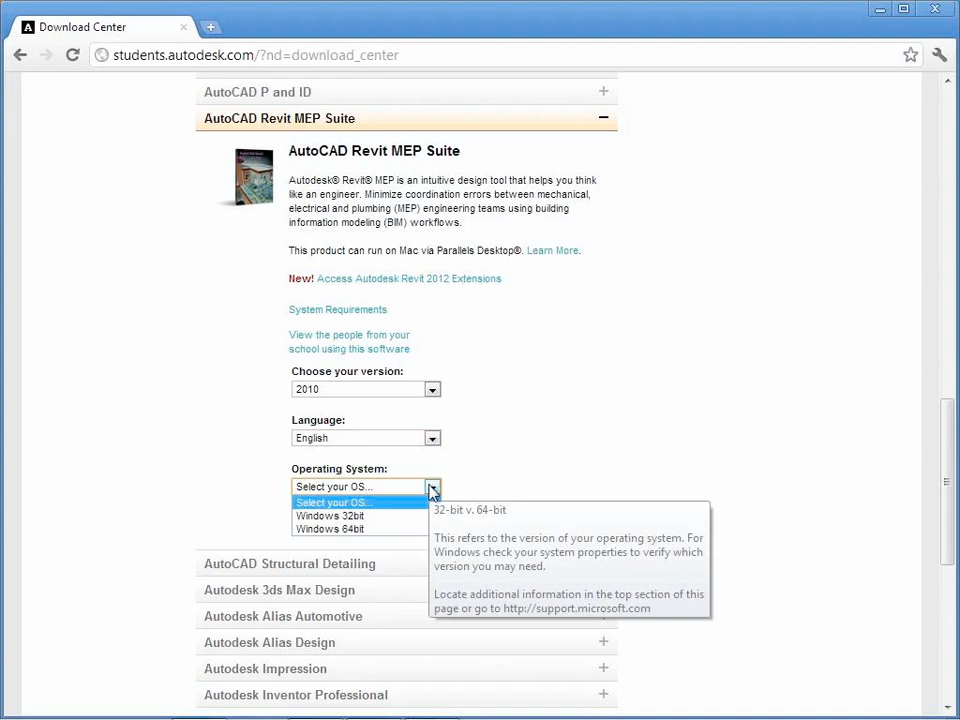 Download Center
students.autodesk.com/?nd=download_center
AutoCAD P and ID
AutoCAD Revit MEP Suite
AutoCAD Revit MEP Suite
Autodesk® Revit® MEP is an intuitive design tool that helps you think
like an engineer. Minimize coordination errors between mechanical,
electrical and plumbing (MEP) engineering teams using building
information modeling (BIM) workflows.
This product can run on Mac via Parallels Desktop®. Learn More.
New! Access Autodesk Revit 2012 Extensions
System Requirements
View the people from your
school using this software
Choose your version:
2010
Language:
English
Operating System:
Select your OS...
Select your OS...
Windows 32bit
Windows 64bit
32-bit v. 64-bit
This refers to the version of your operating system. For
Windows check your system properties to verify which
version you may need.
Locate additional information in the top section of this
page or go to http://support.microsoft.com
AutoCAD Structural Detailing
Autodesk 3ds Max Design
Autodesk Alias Automotive
Autodesk Alias Design
Autodesk Impression
Autodesk Inventor Professional